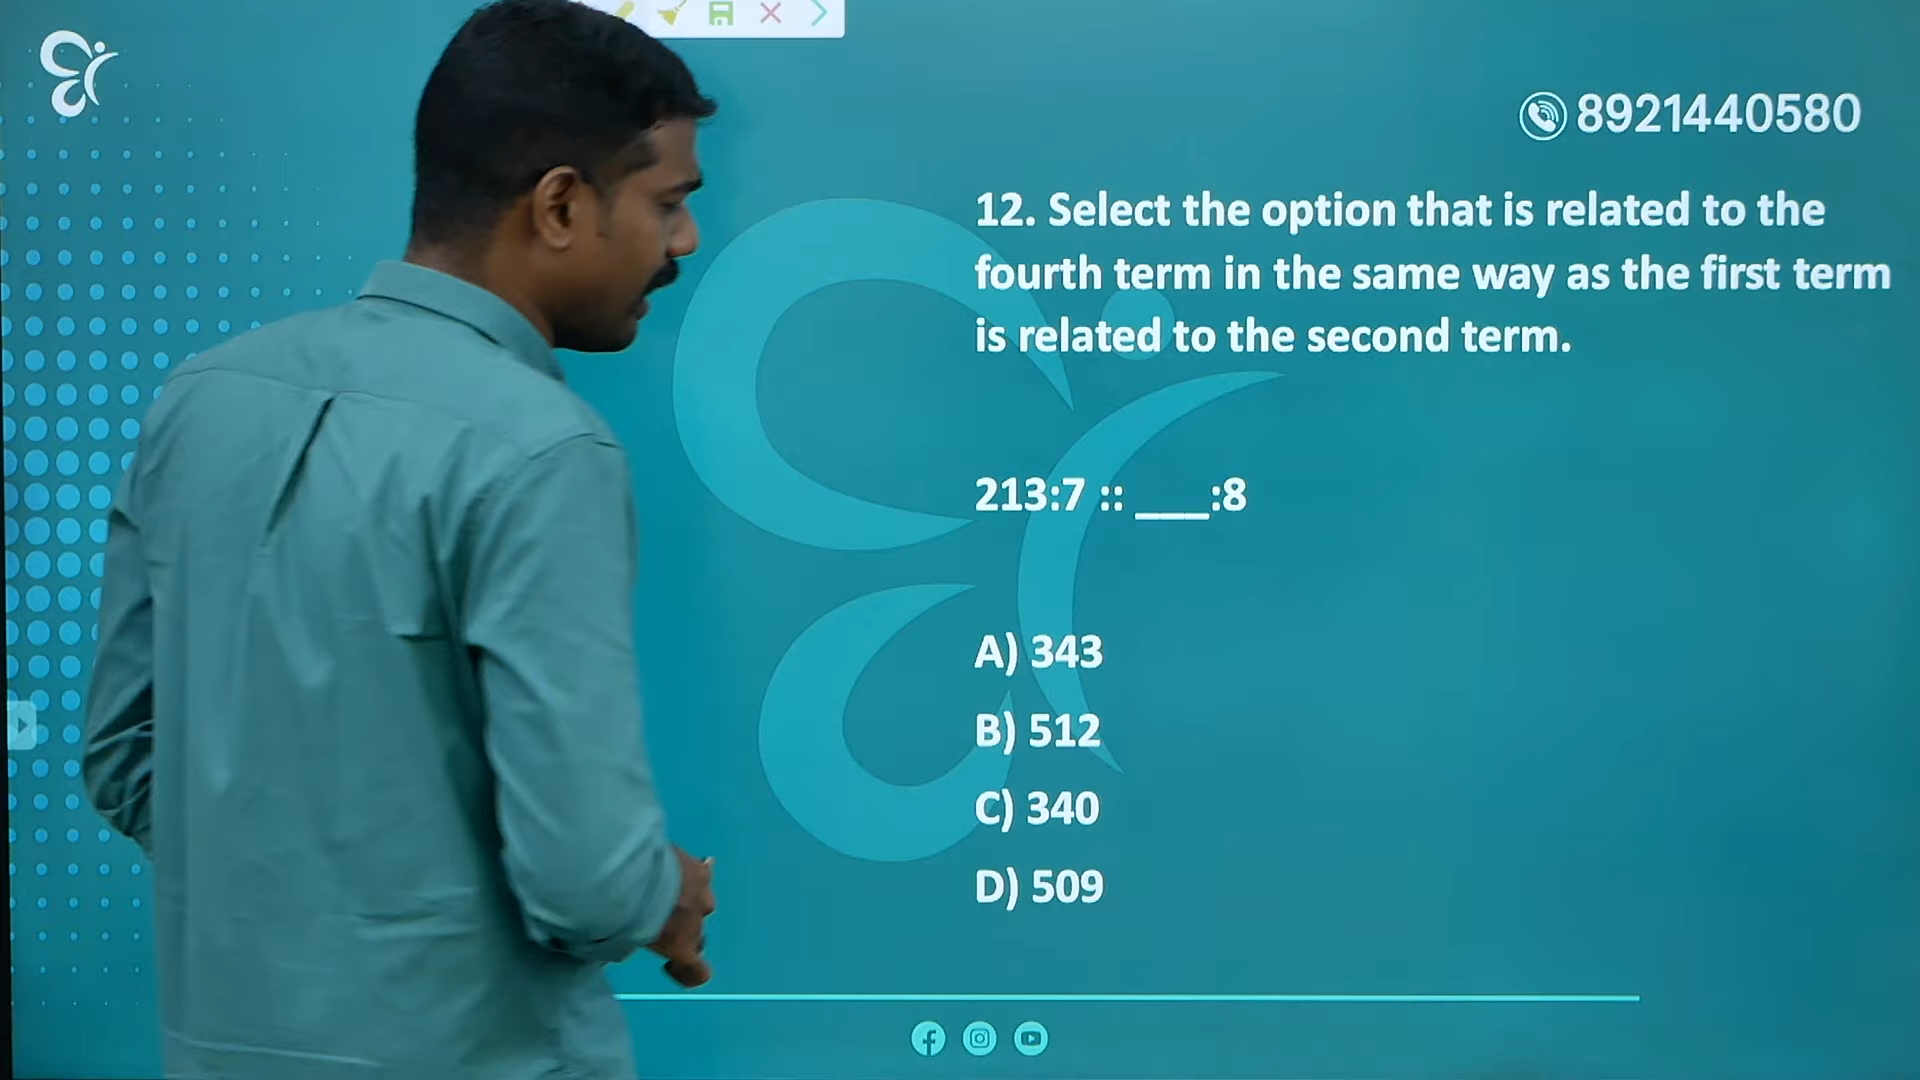 8921440580
12. Select the option that is related to the
fourth term in the same way as the first term
is related to the second term.
213:7 :: ___:8
A) 343
B) 512
C) 340
D) 509